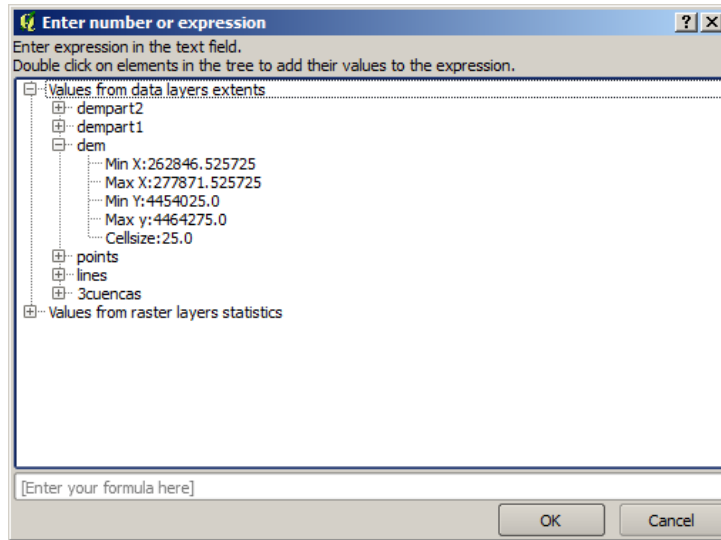 Enter number or expression
Enter expression in the text field.
Double click on elements in the tree to add their values to the expression.
Values from data layers extents
dempart2
dempart1
dem
Min X:262846.525725
Max X:277871.525725
Min Y:4454025.0
Max y:4464275.0
Cellsize:25.0
points
lines
3cuencas
Values from raster layers statistics
[Enter your formula here]
OK Cancel